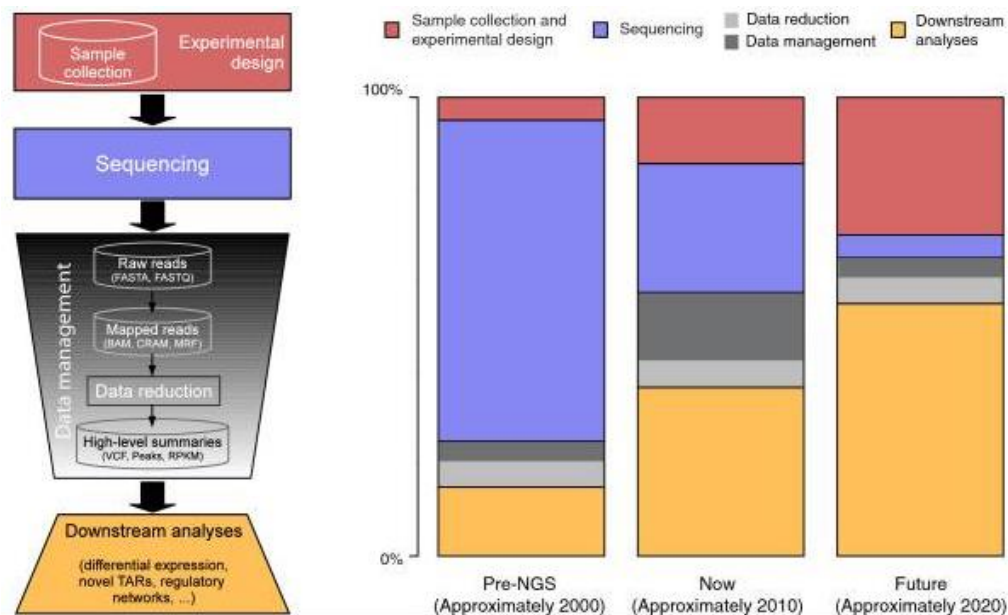 Sample collection
Experimental design
Sequencing
Data management
Raw reads
(FASTA, FASTQ)
Mapped reads
(BAM, CRAM, MRF)
Data reduction
High-level summaries
(VCF, Peaks, RPKM)
Downstream analyses
(differential expression,
novel TARs, regulatory
networks, ...)
Sample collection and
experimental design
Sequencing
Data reduction
Data management
Downstream
analyses
100%
0%
Pre-NGS
(Approximately 2000)
Now
(Approximately 2010)
Future
(Approximately 2020)